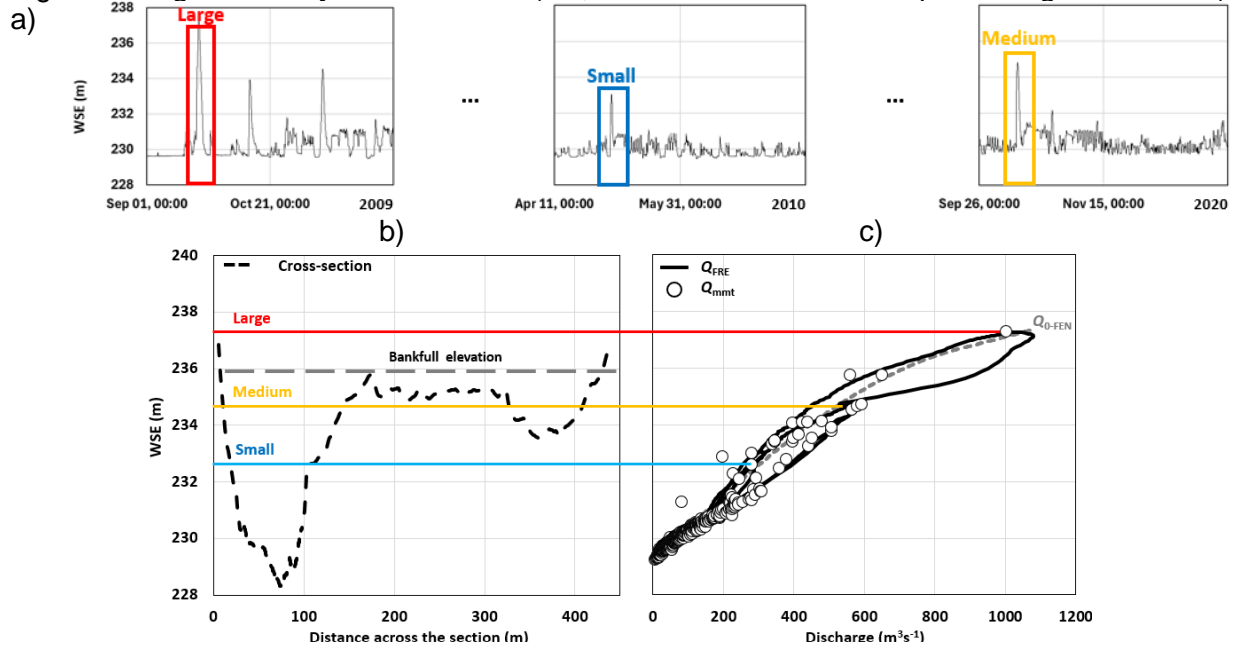 a)
238
236
234
232
230
228
WSE (m)
Large
Sep 01, 00:00
Oct 21, 00:00
2009
...
Small
Apr 11, 00:00
May 31, 00:00
2010
...
Medium
Sep 26, 00:00
Nov 15, 00:00
2020
b)
240
238
236
234
232
230
228
WSE (m)
Cross-section
Large
Bankfull elevation
Medium
Small
0
100
200
300
400
Distance across the section (m)
c)
Q_FRE
Q_mmt
Q_0-FEN
0
200
400
600
800
1000
1200
Discharge (m³s⁻¹)